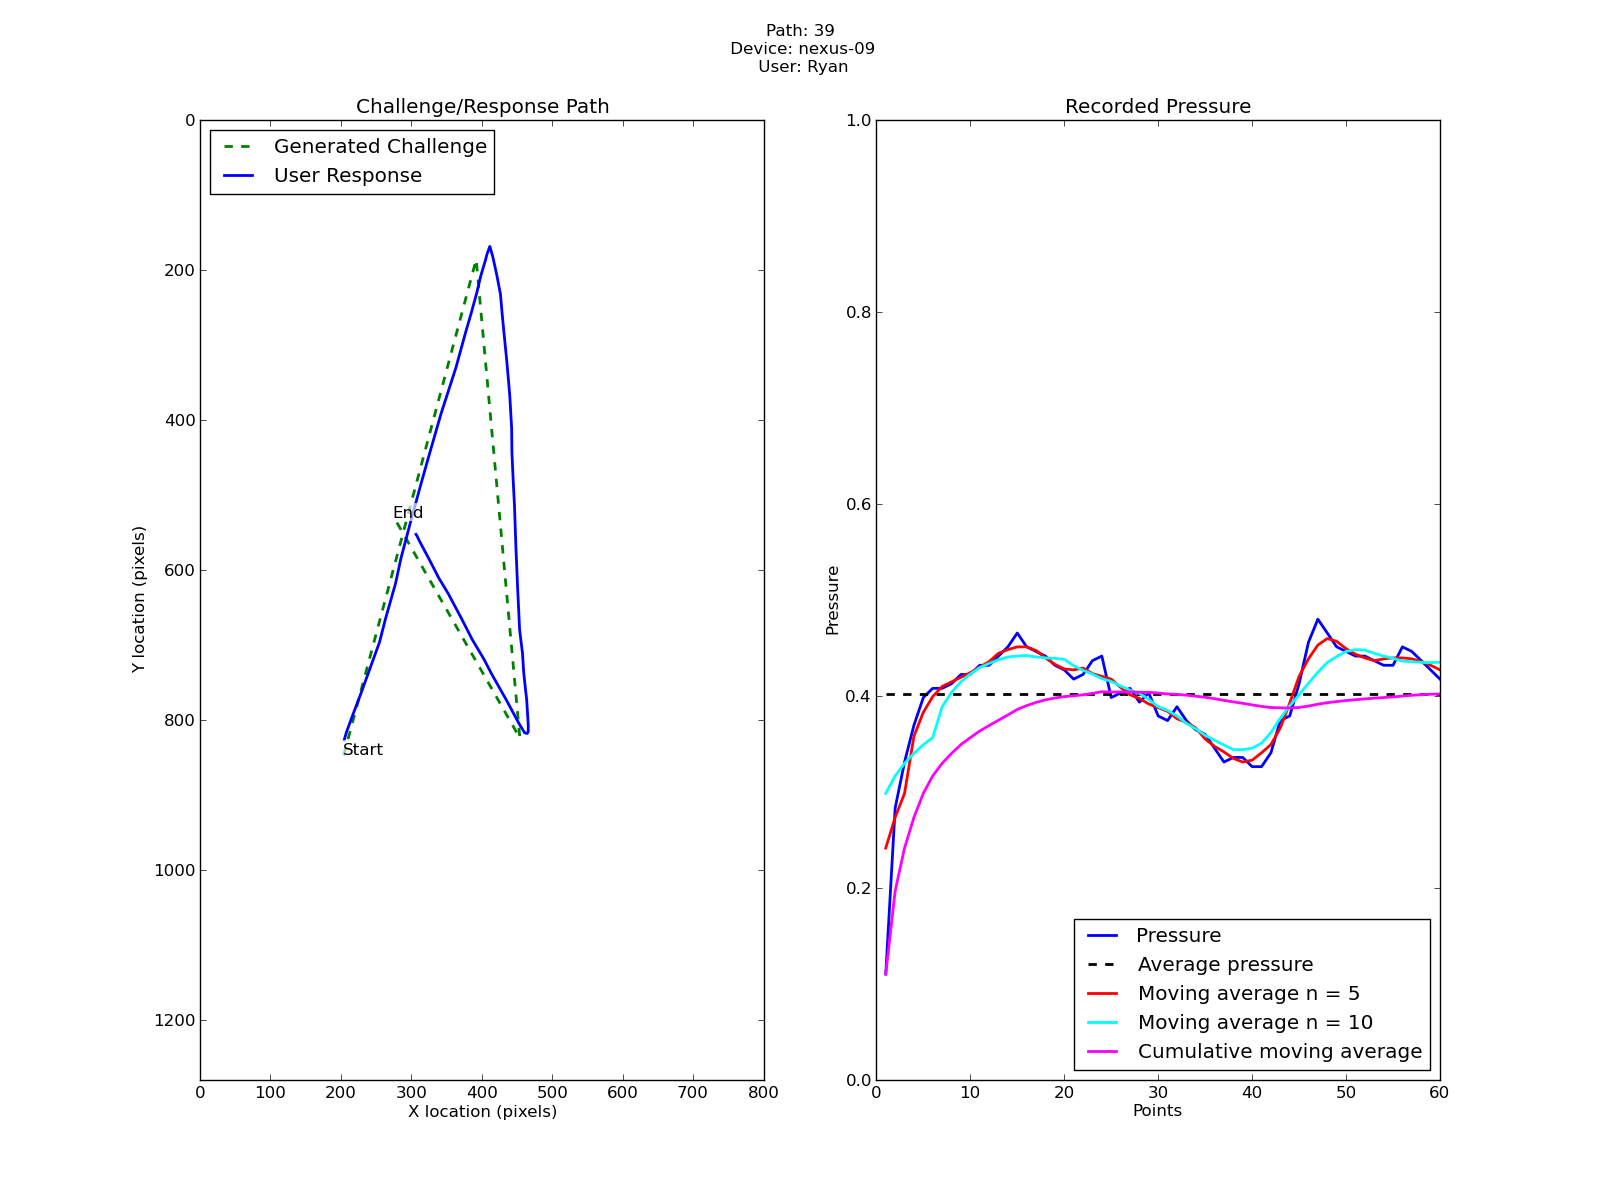 Path: 39
Device: nexus-09
User: Ryan
Challenge/Response Path
Generated Challenge
User Response
0
200
400
600
800
1000
1200
Y location (pixels)
End
Start
0 100 200 300 400 500 600 700 800
X location (pixels)
Recorded Pressure
1.0
0.8
0.6
0.4
0.2
0.0
Pressure
Pressure
Average pressure
Moving average n = 5
Moving average n = 10
Cumulative moving average
0 10 20 30 40 50 60
Points